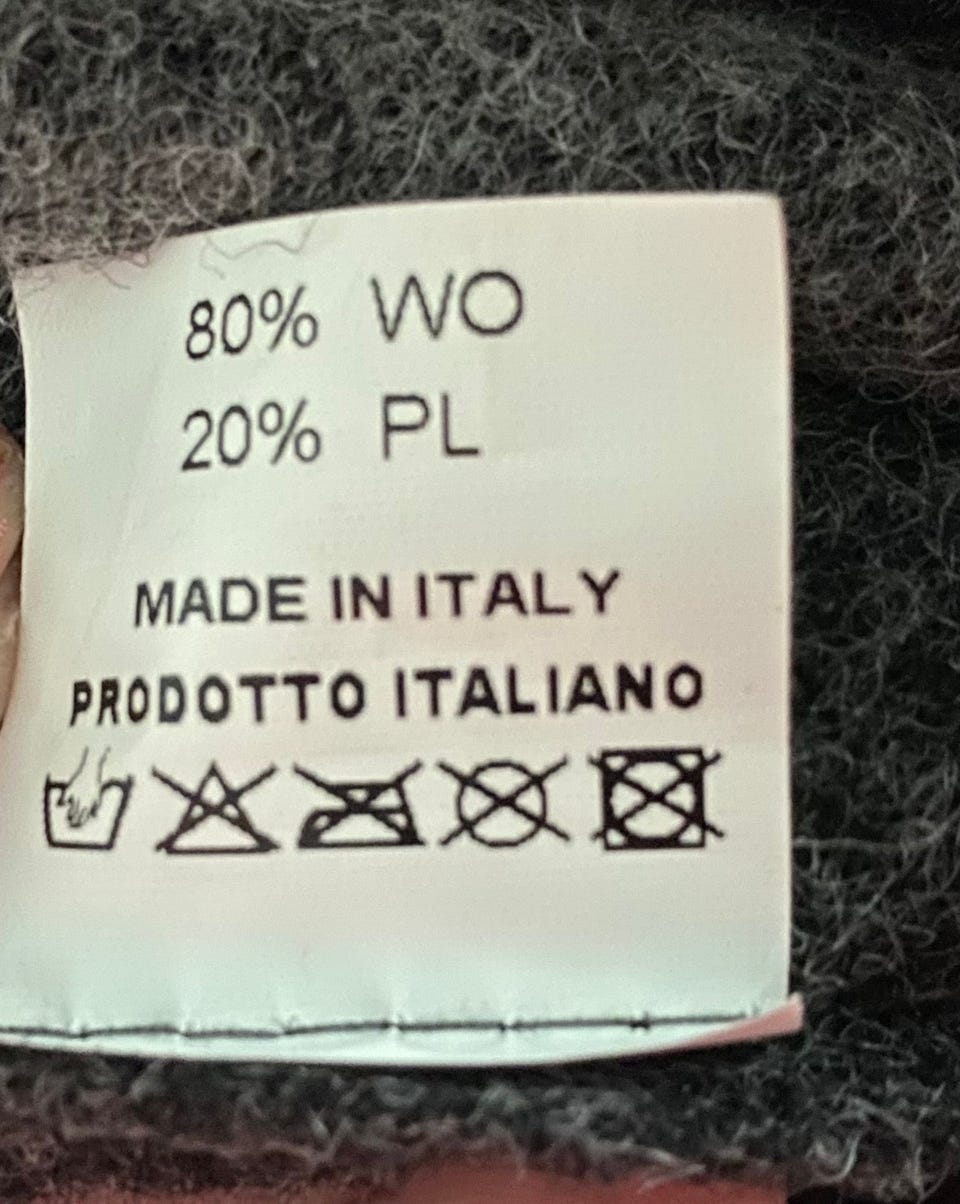 80% WO
20% PL
MADE IN ITALY
PRODOTTO ITALIANO